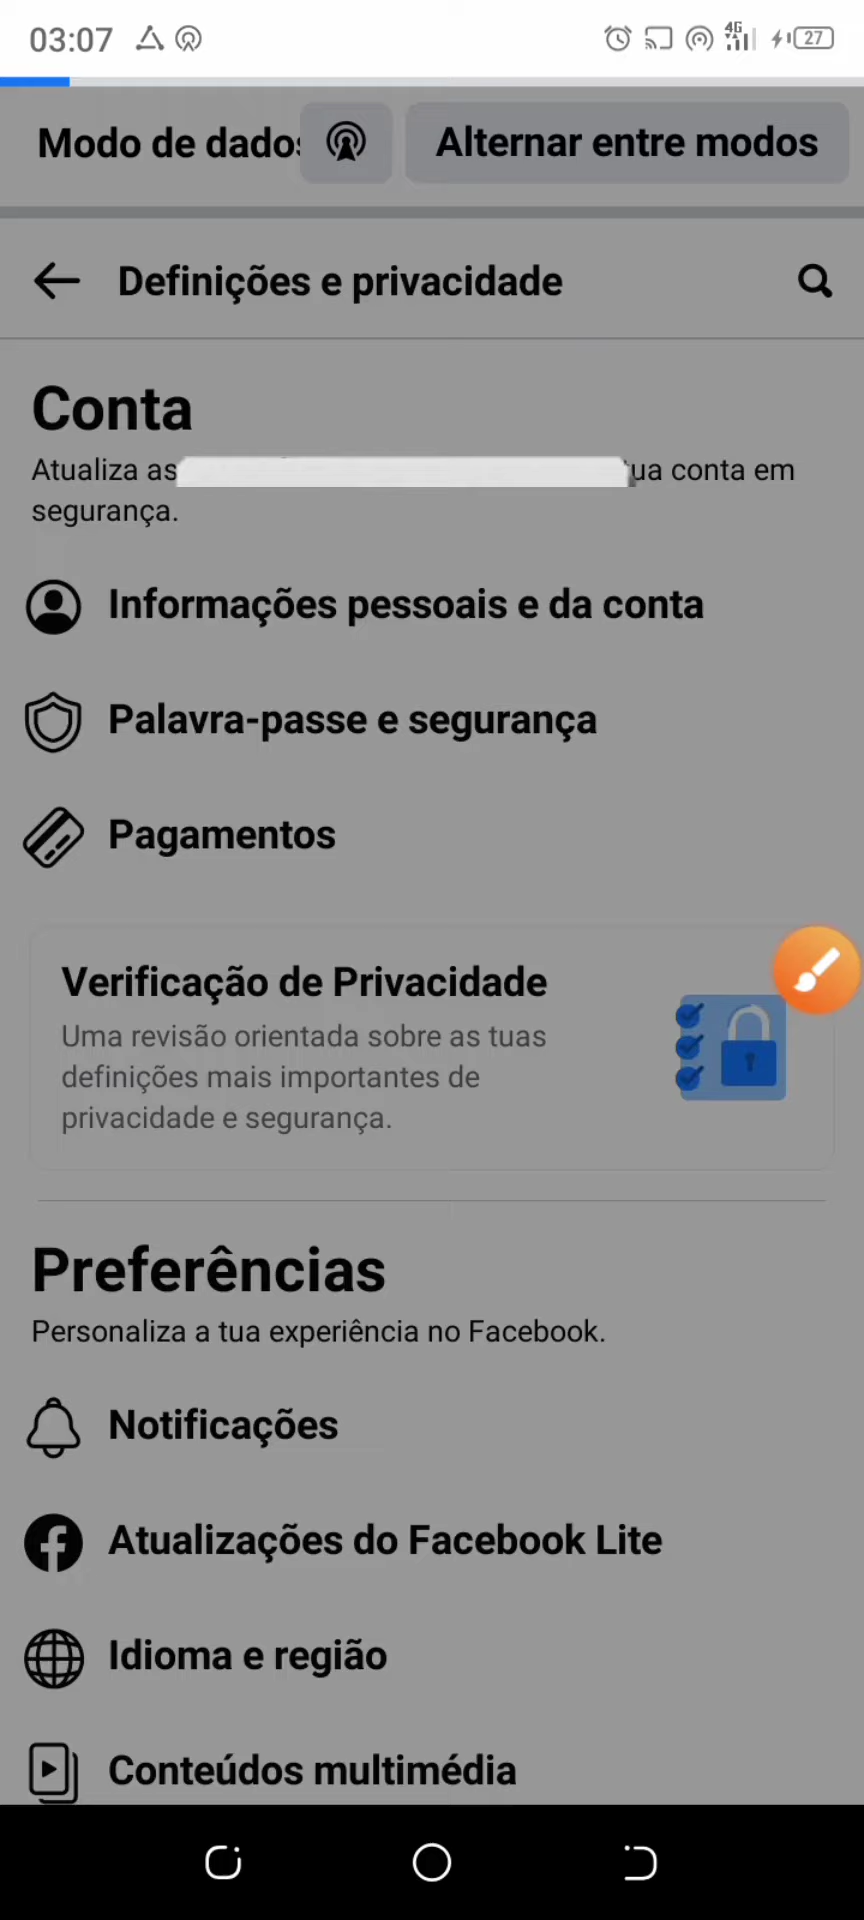 03:07
4G
27
Modo de dados
Alternar entre modos
Definições e privacidade
Conta
Atualiza as ua conta em
segurança.
Informações pessoais e da conta
Palavra-passe e segurança
Pagamentos
Verificação de Privacidade
Uma revisão orientada sobre as tuas
definições mais importantes de
privacidade e segurança.
Preferências
Personaliza a tua experiência no Facebook.
Notificações
Atualizações do Facebook Lite
Idioma e região
Conteúdos multimédia